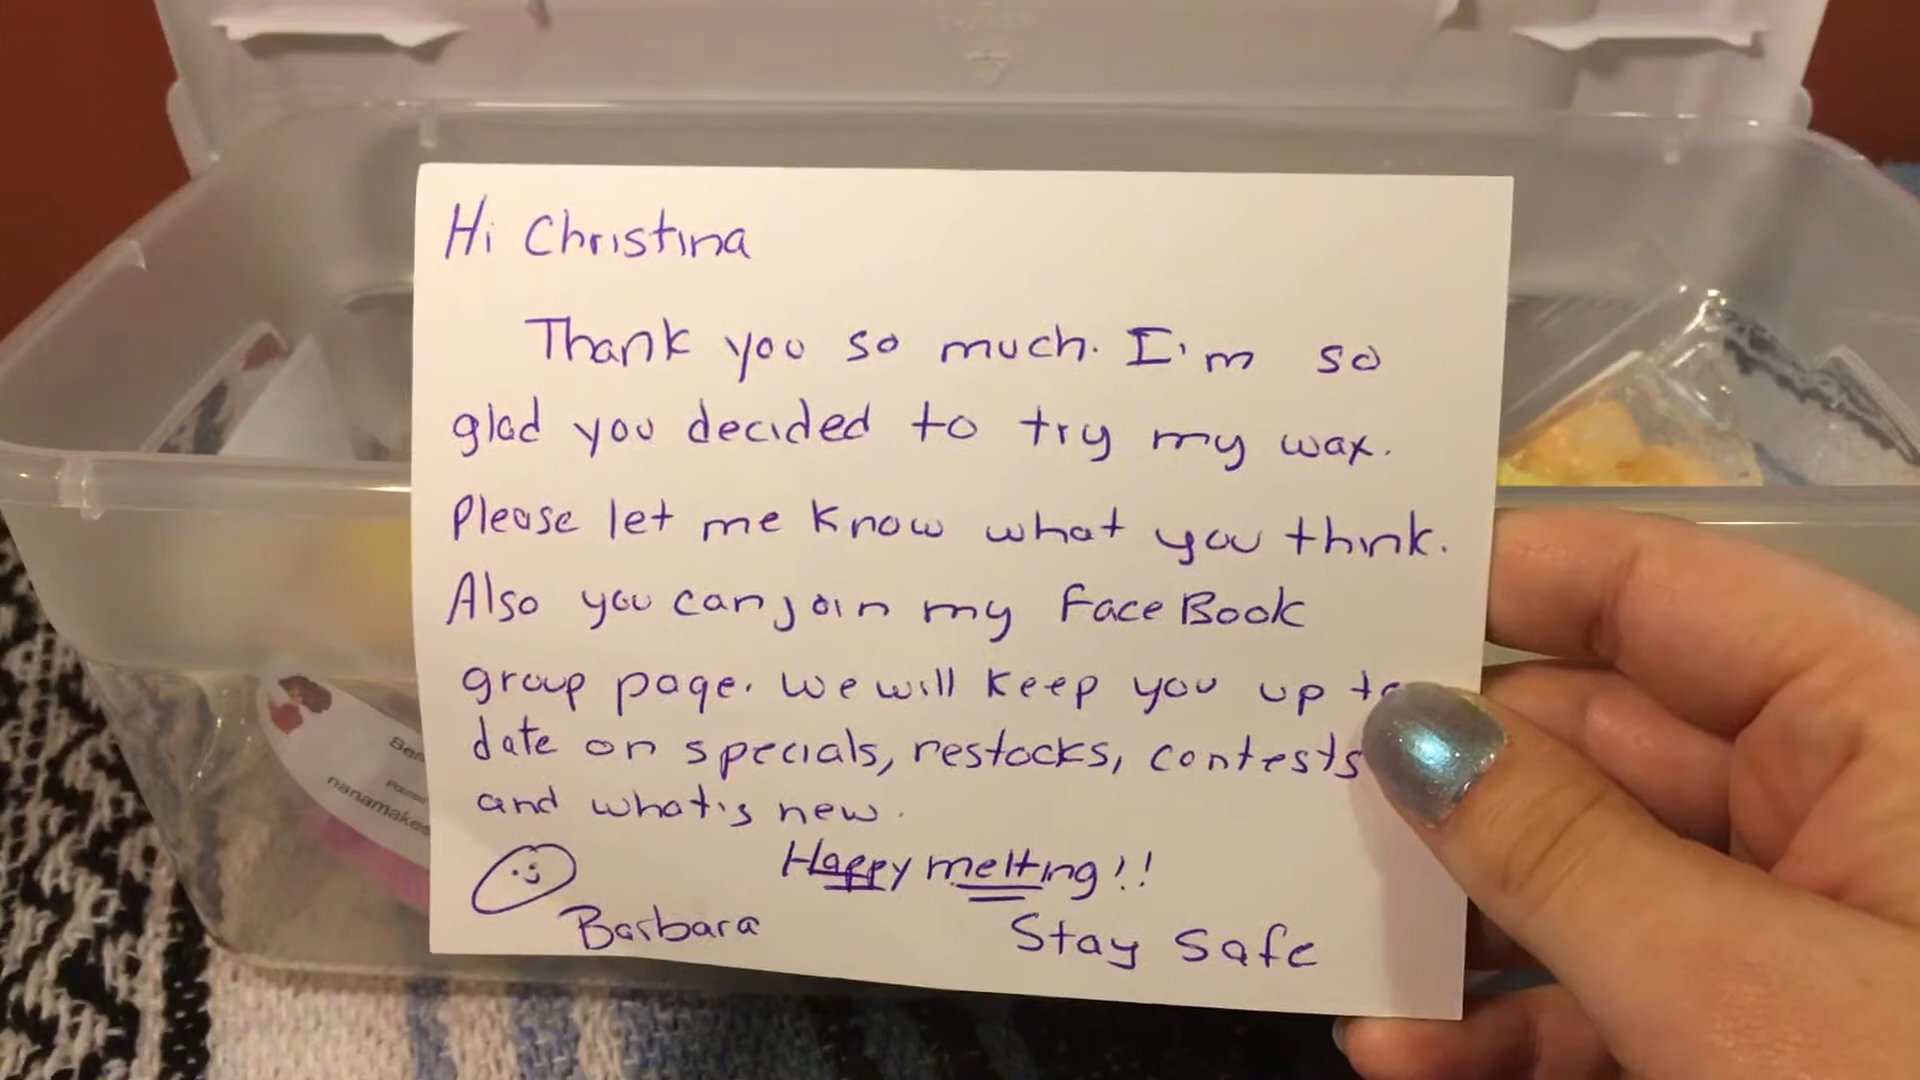 Hi Christina
Thank you so much. I'm so
glad you decided to try my wax.
Please let me know what you think.
Also you can join my FaceBook
group page. We will keep you up to
date on specials, restocks, contests
and what's new.
Happy melting!!
Barbara
Stay Safe
nanamakes